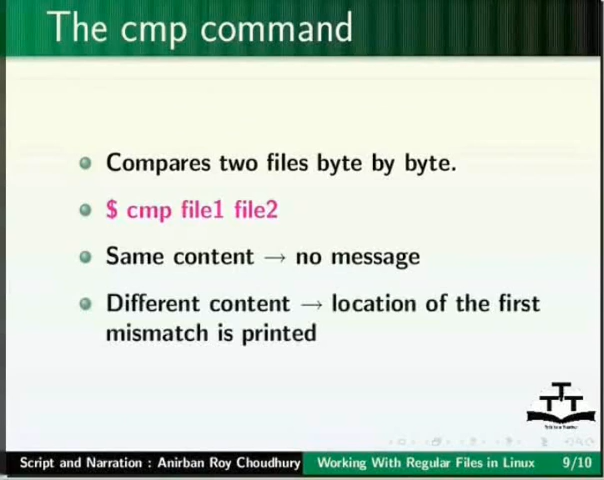 The cmp command
Compares two files byte by byte.
$ cmp file1 file2
Same content → no message
Different content → location of the first
mismatch is printed
TTT
Script and Narration : Anirban Roy Choudhury Working With Regular Files in Linux 9/10